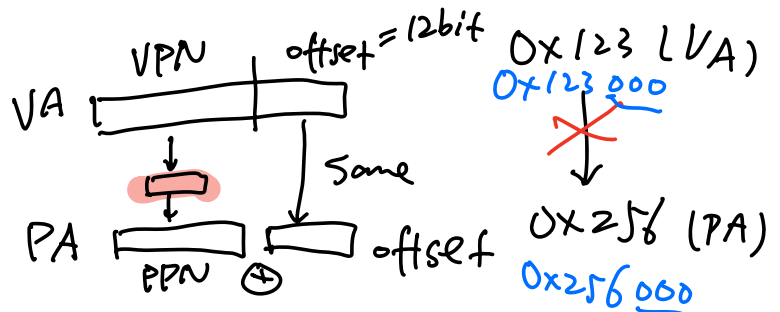 VPN offset = 12bit
VA
same
PA offset
PPN +
0x123 (VA)
0x123000
0x256 (PA)
0x256000